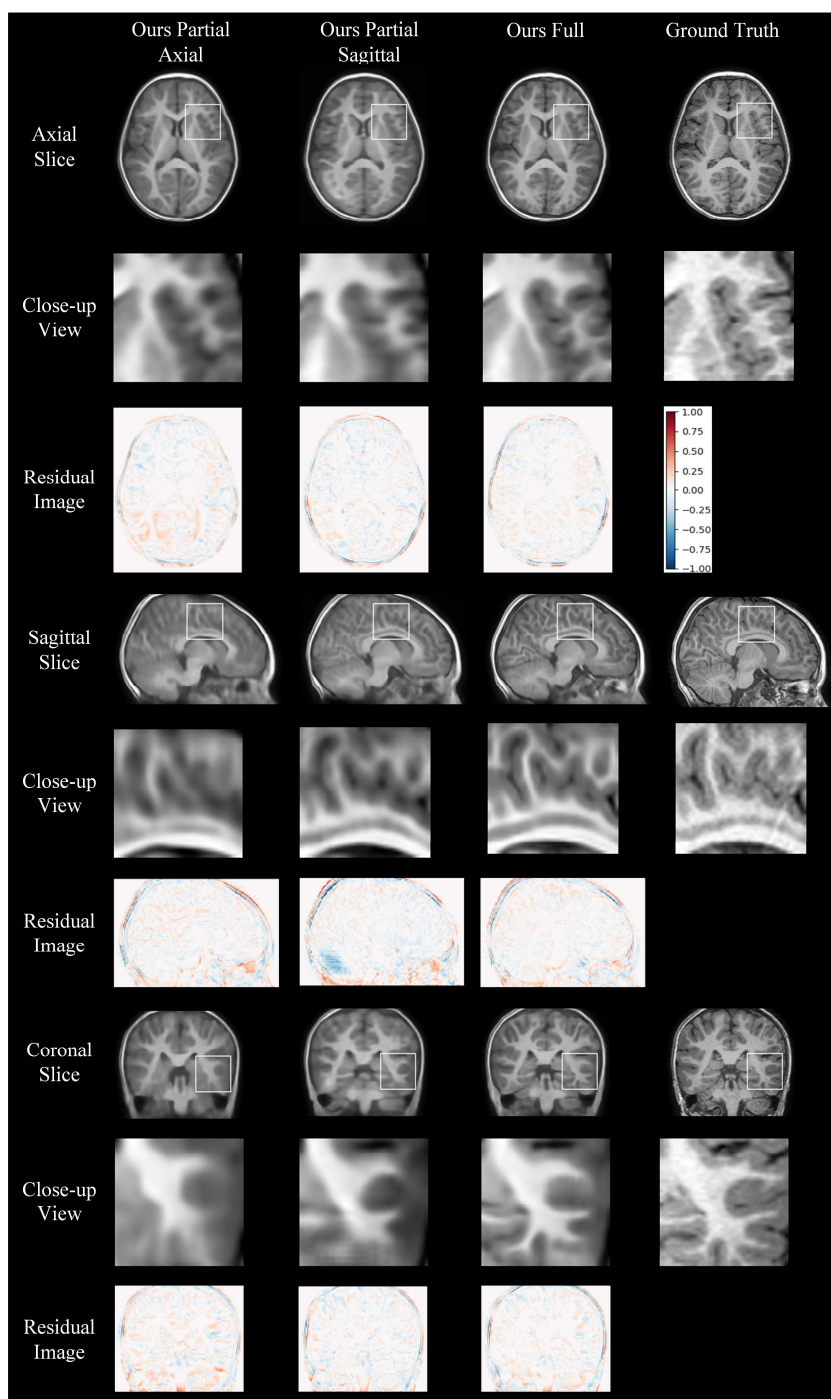 Ours Partial
Axial
Ours Partial
Sagittal
Ours Full
Ground Truth
Axial
Slice
Close-up
View
Residual
Image
1.00
0.75
0.50
0.25
0.00
−0.25
−0.50
−0.75
−1.00
Sagittal
Slice
Close-up
View
Residual
Image
Coronal
Slice
Close-up
View
Residual
Image